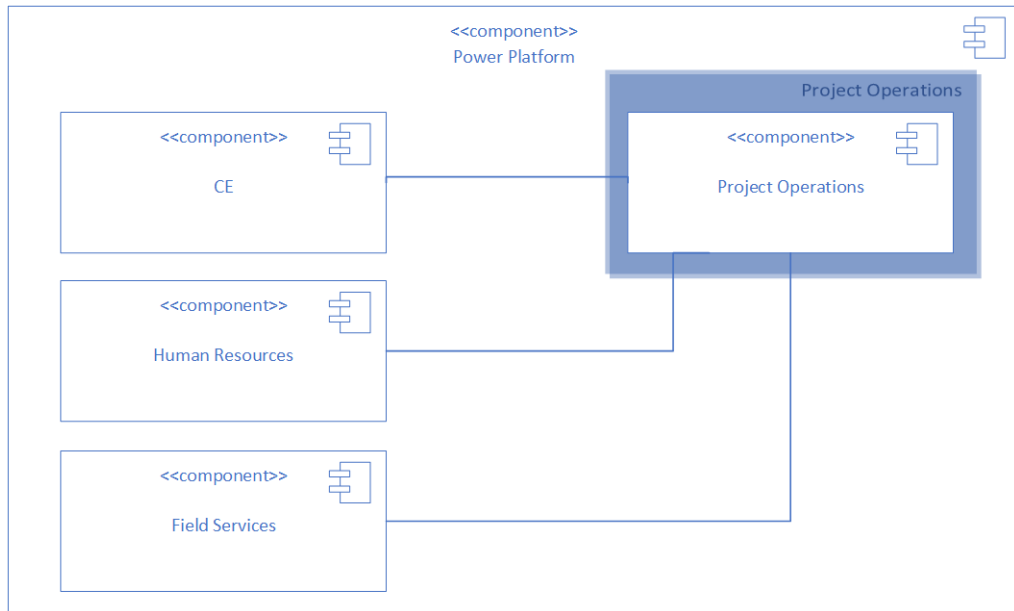 <<component>>
Power Platform
Project Operations
<<component>>
CE
<<component>>
Project Operations
<<component>>
Human Resources
<<component>>
Field Services